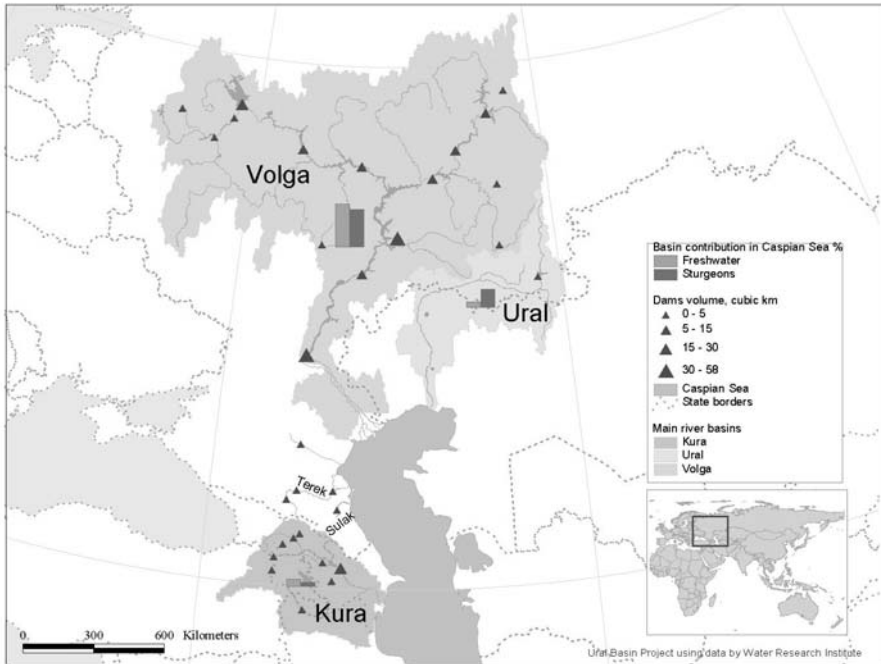 Volga
Ural
Terek
Sulak
Kura
Basin contribution in Caspian Sea %
Freshwater
Sturgeons
Dams volume, cubic km
0 - 5
5 - 15
15 - 30
30 - 58
Caspian Sea
State borders
Main river basins
Kura
Ural
Volga
0. 300 600 Kilometers
Ural Basin Project using data by Water Research Institute